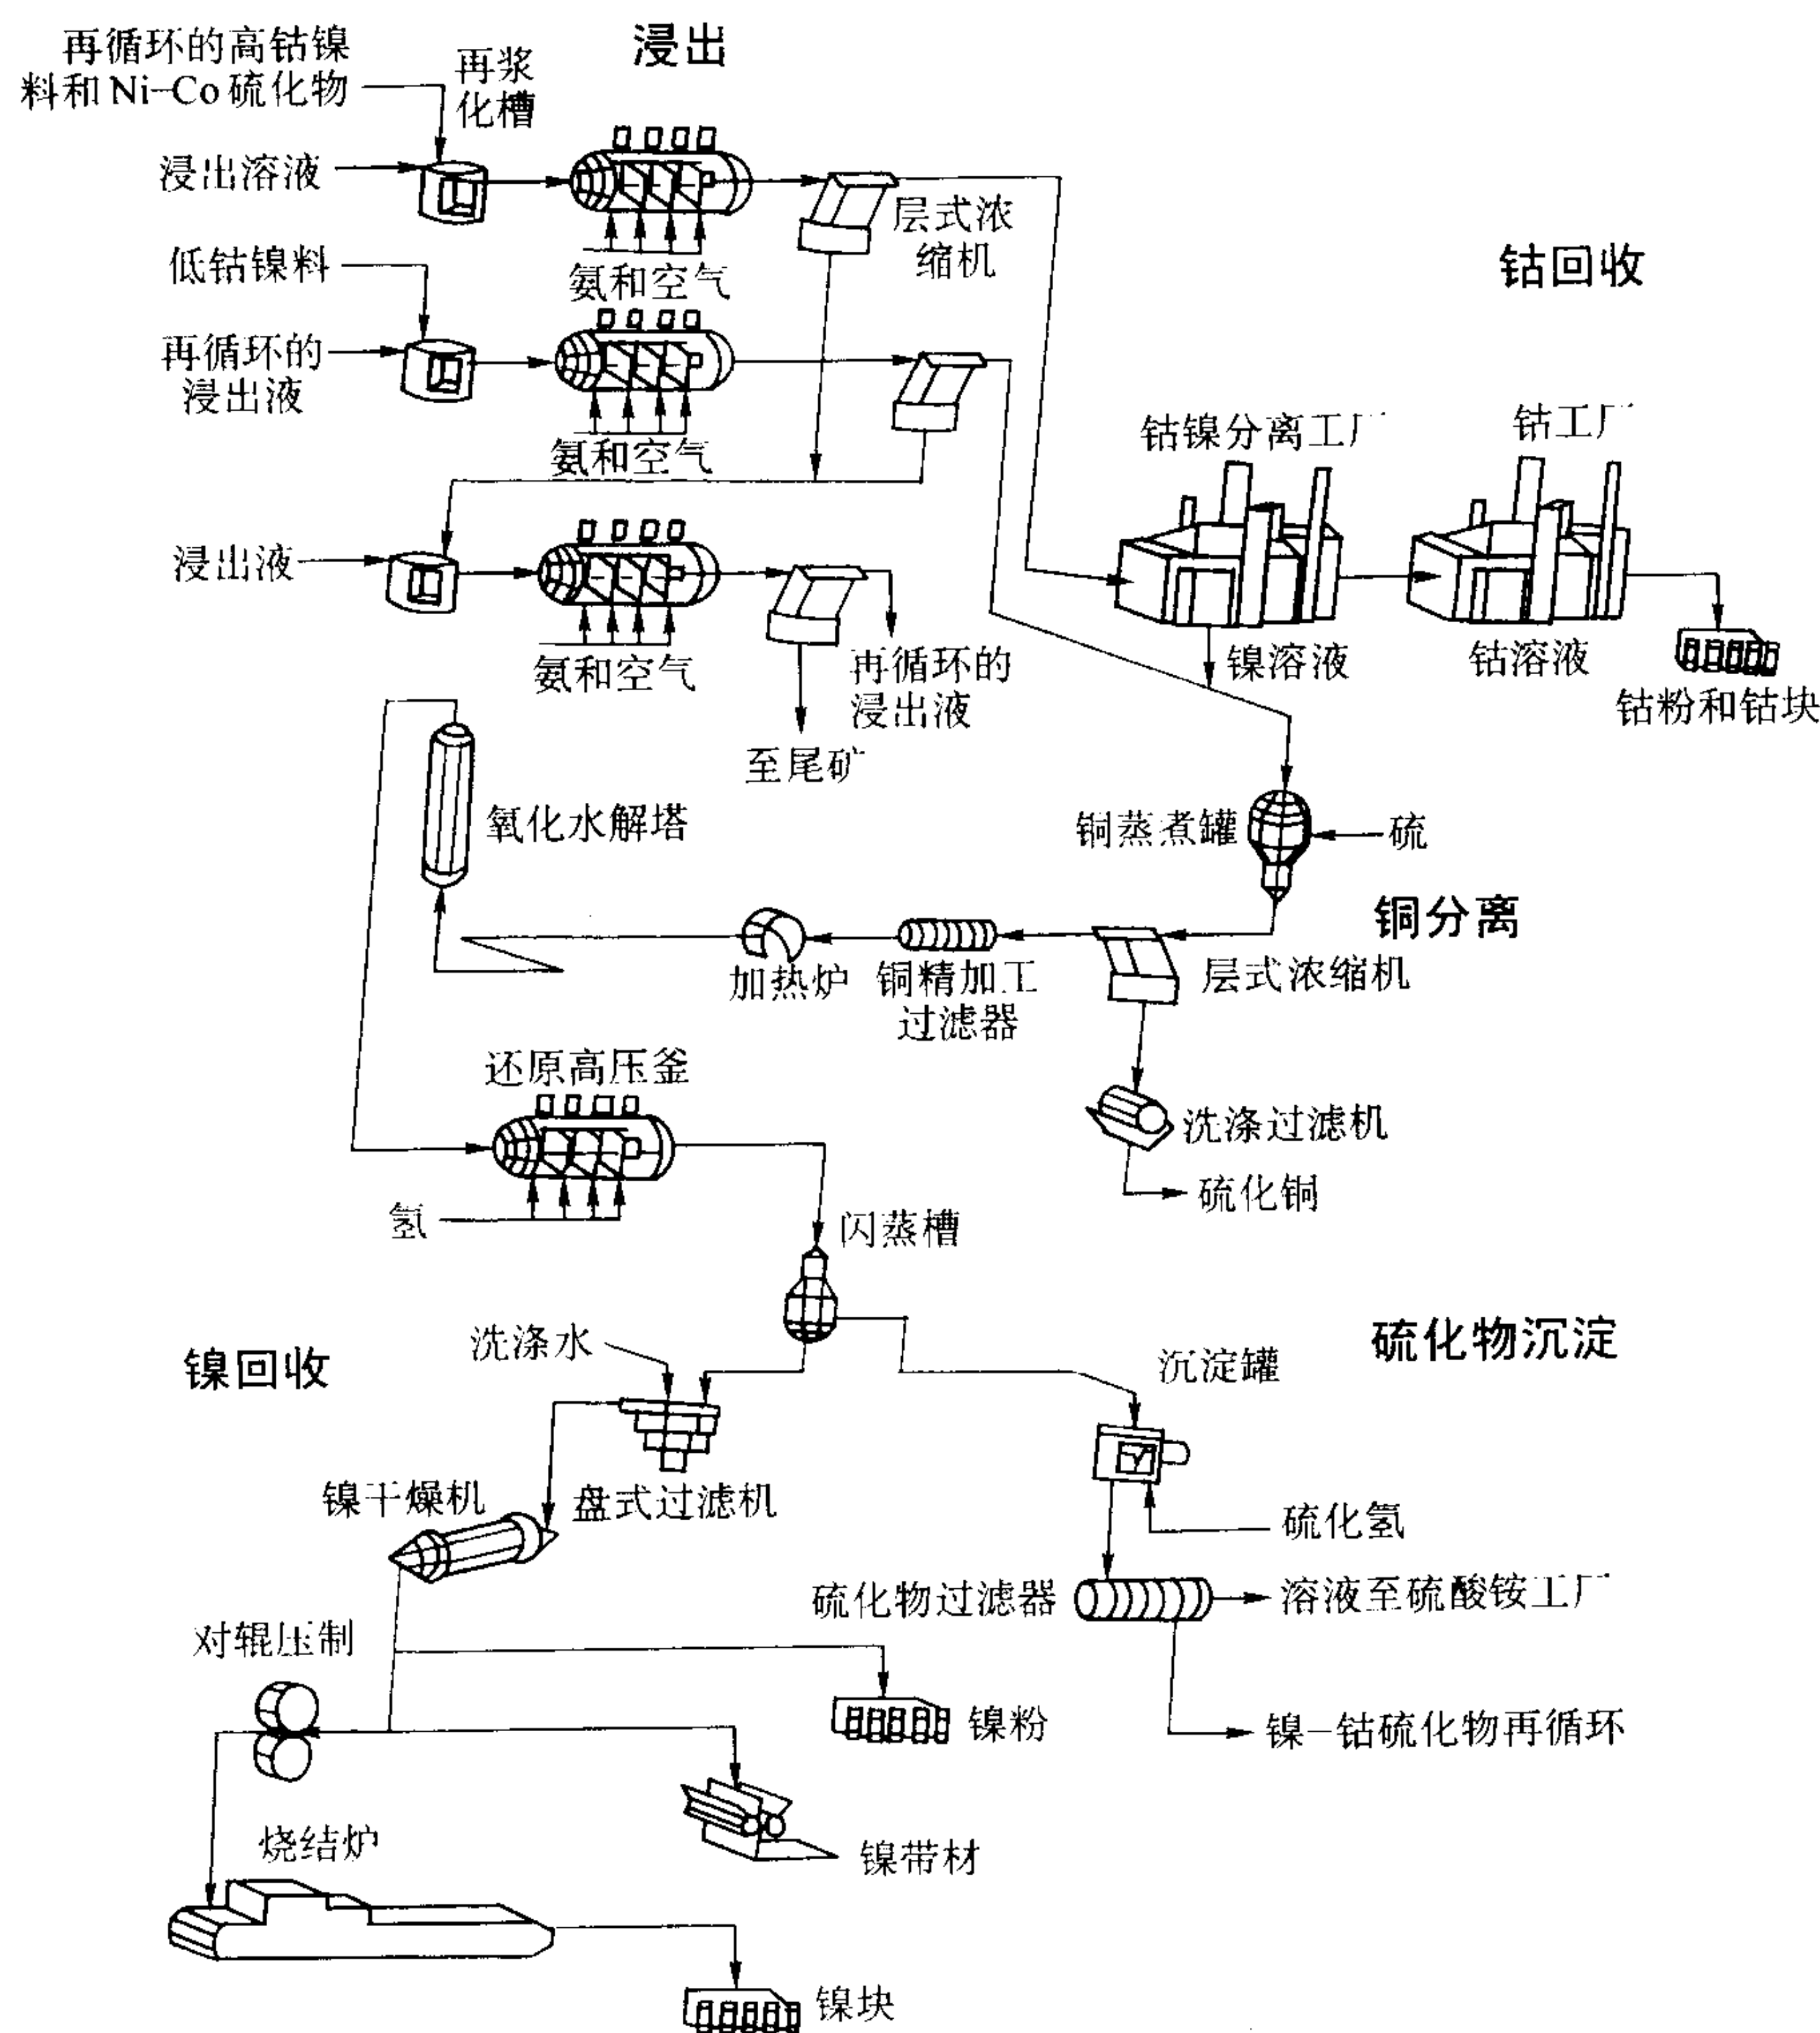 浸出
再循环的高钴镍
料和Ni-Co硫化物
再浆
化槽
浸出溶液
层式浓
缩机
氨和空气
低钴镍料
再循环的
浸出液
氨和空气
钴回收
钴镍分离工厂
钴工厂
浸出液
氨和空气
再循环的
浸出液
至尾矿
镍溶液
钴溶液
钴粉和钴块
氧化水解塔
铜蒸煮罐
硫
铜分离
加热炉
铜精加工
过滤器
层式浓缩机
还原高压釜
洗涤过滤机
硫化铜
氢
闪蒸槽
镍回收
洗涤水
硫化物沉淀
沉淀罐
镍干燥机
盘式过滤机
硫化氢
硫化物过滤器
溶液至硫酸铵工厂
对辊压制
镍粉
镍-钴硫化物再循环
烧结炉
镍带材
镍块